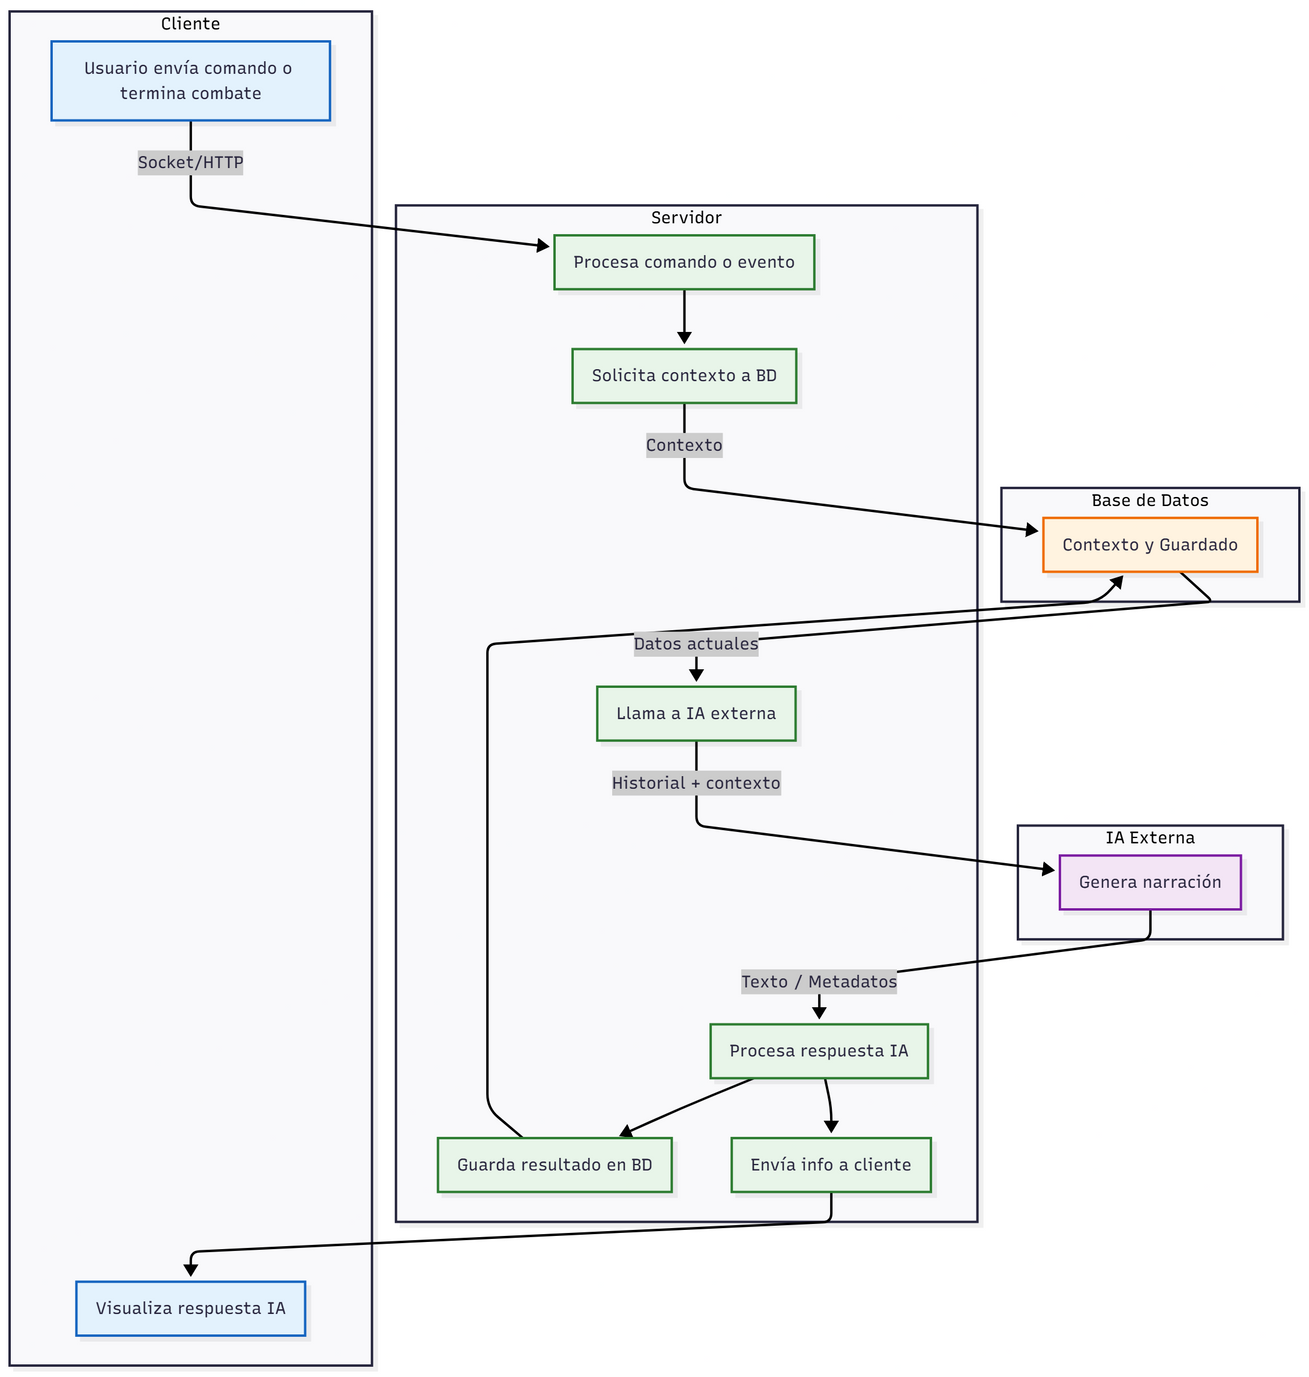 Cliente
Usuario envía comando o
termina combate
Socket/HTTP
Servidor
Procesa comando o evento
Solicita contexto a BD
Contexto
Base de Datos
Contexto y Guardado
Datos actuales
Llama a IA externa
Historial + contexto
IA Externa
Genera narración
Texto / Metadatos
Procesa respuesta IA
Guarda resultado en BD
Envía info a cliente
Visualiza respuesta IA